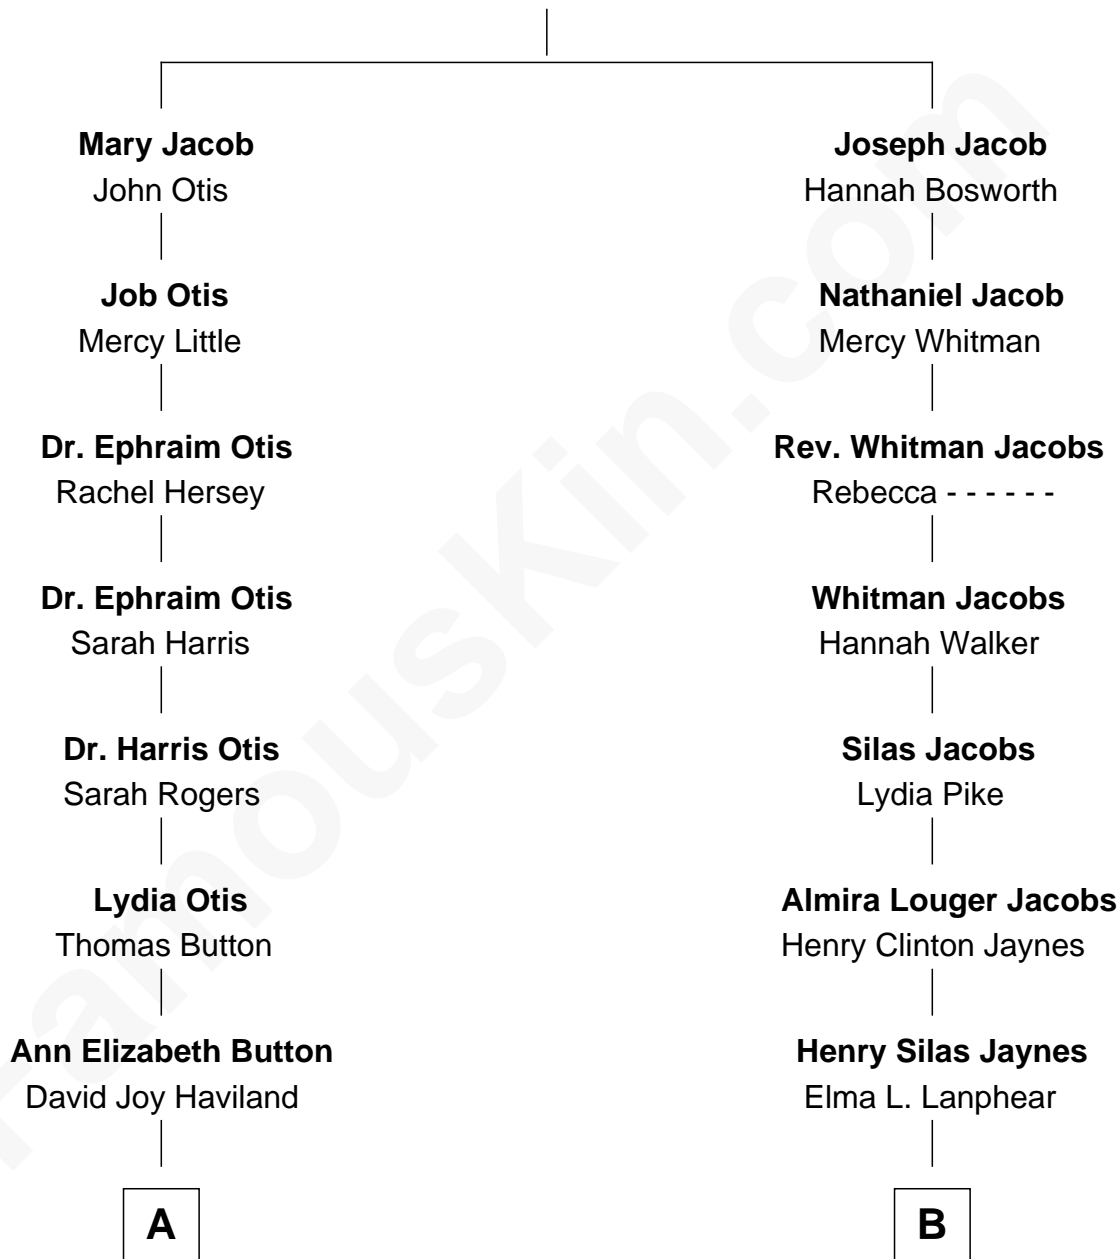 Mary Jacob
John Otis
Joseph Jacob
Hannah Bosworth
Job Otis
Mercy Little
Nathaniel Jacob
Mercy Whitman
Dr. Ephraim Otis
Rachel Hersey
Rev. Whitman Jacobs
Rebecca - - - - - -
Dr. Ephraim Otis
Sarah Harris
Whitman Jacobs
Hannah Walker
Dr. Harris Otis
Sarah Rogers
Silas Jacobs
Lydia Pike
Lydia Otis
Thomas Button
Almira Louger Jacobs
Henry Clinton Jaynes
Ann Elizabeth Button
David Joy Haviland
Henry Silas Jaynes
Elma L. Lanphear
A
B
FamousKin.com